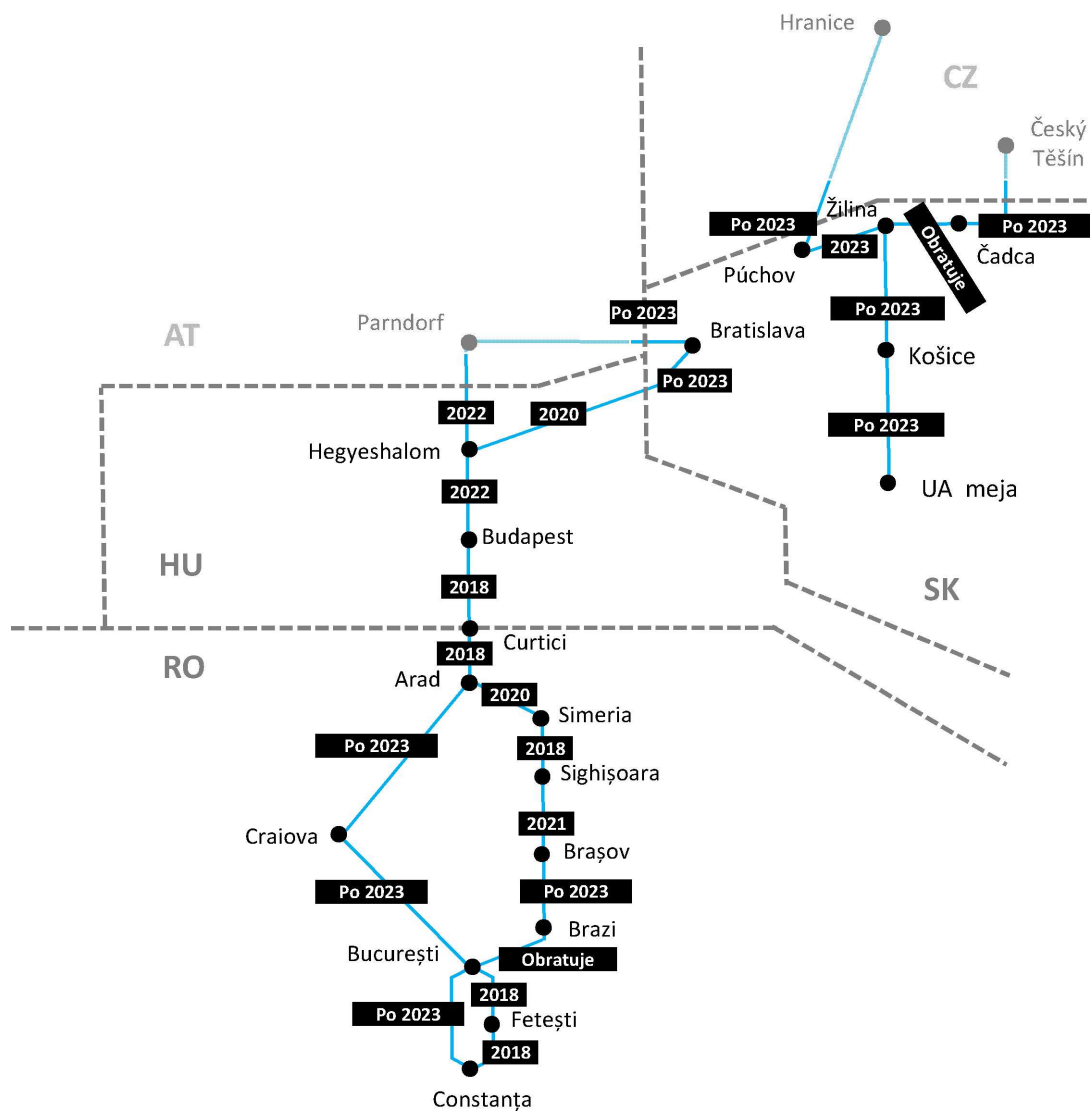 Hranice
CZ
Český
Těšín
Žilina
Po 2023
Po 2023
2023
Obratuje
Čadca
Púchov
Po 2023
Po 2023
Parndorf
Bratislava
AT
Košice
Po 2023
2022
2020
Po 2023
Hegyeshalom
UA meja
2022
Budapest
HU
2018
SK
Curtici
2018
RO
Arad
2020
Simeria
Po 2023
2018
Sighișoara
2021
Craiova
Brașov
Po 2023
Po 2023
Brazi
București
Obratuje
2018
Po 2023
Fetești
2018
Constanța